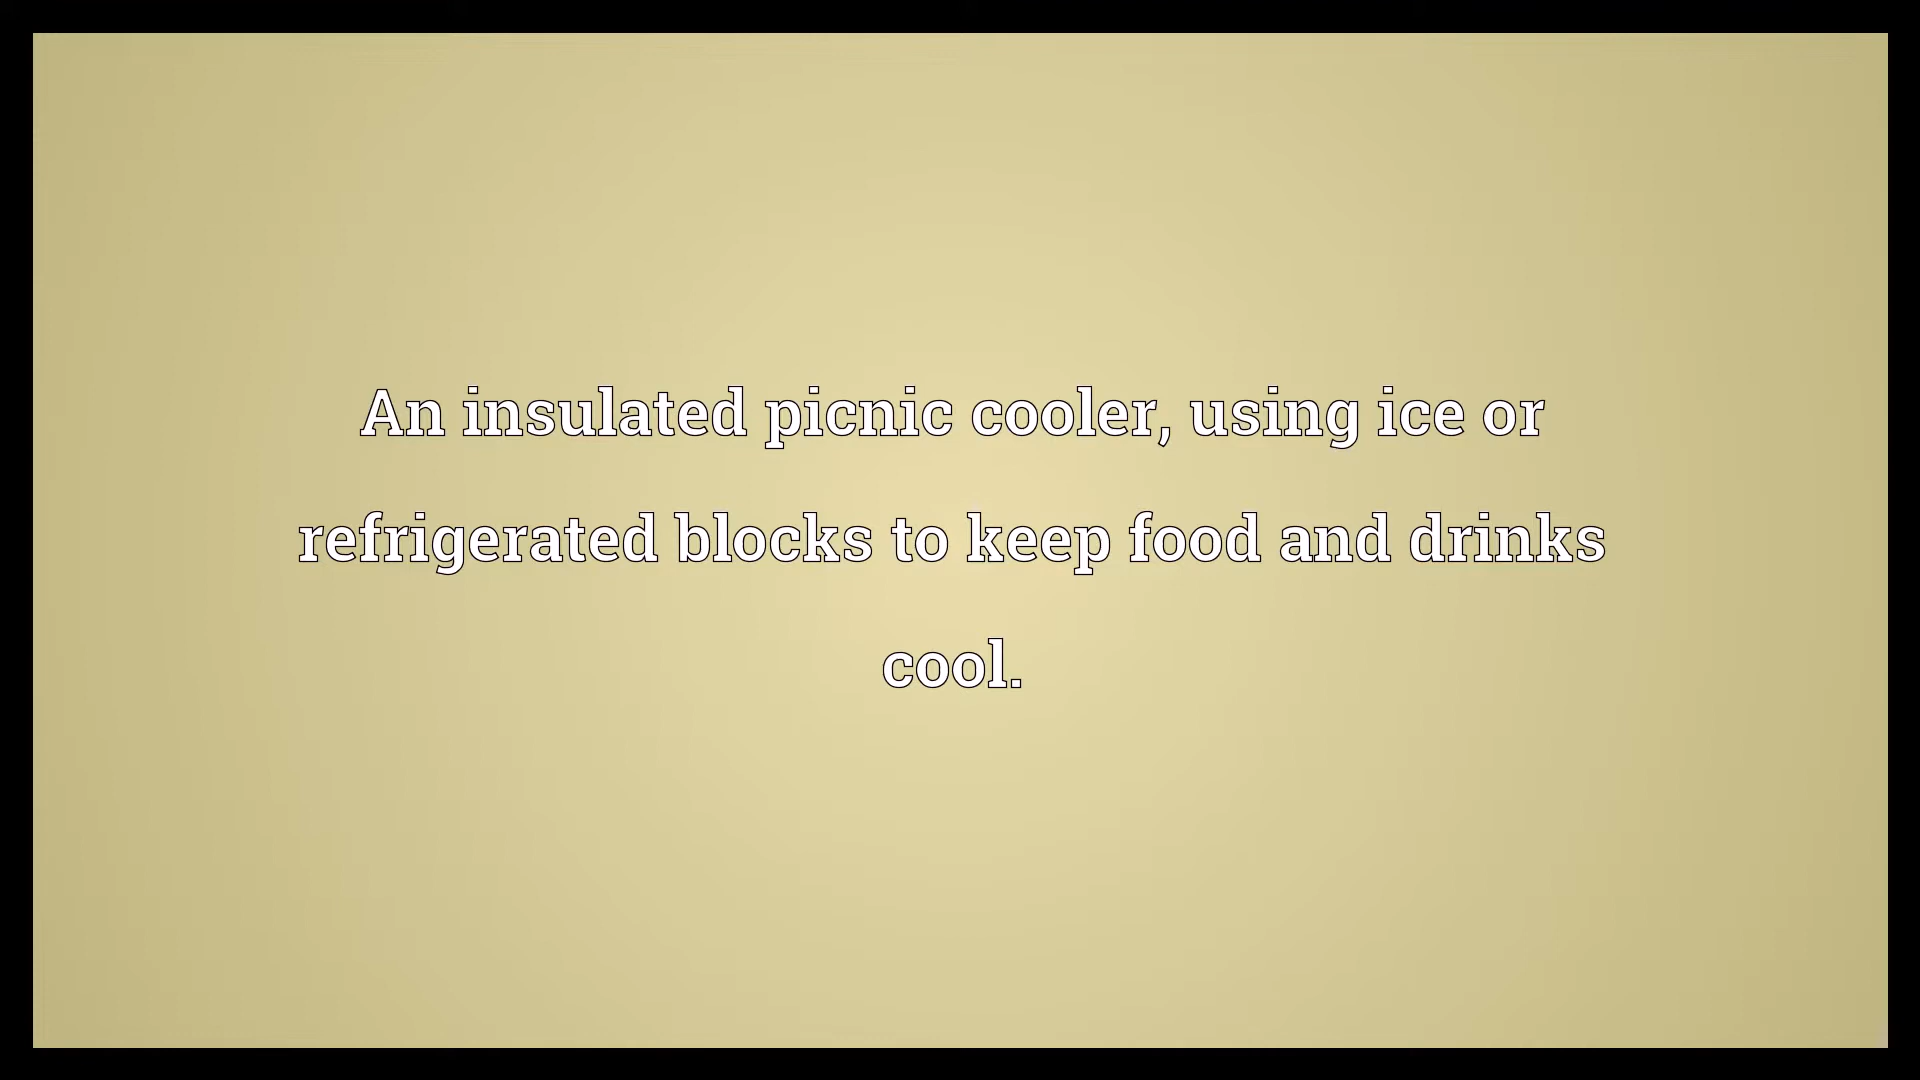 An insulated picnic cooler, using ice or
refrigerated blocks to keep food and drinks
cool.